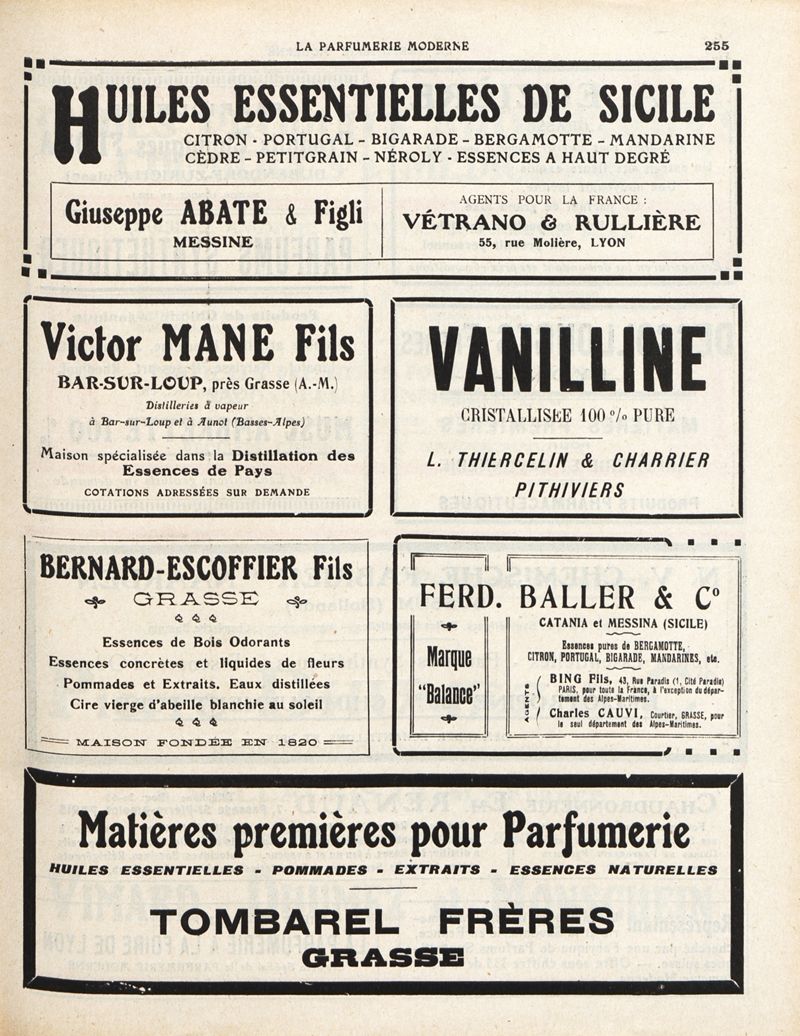 LA PARFUMERIE MODERNE 255
HUILES ESSENTIELLES DE SICILE
CITRON - PORTUGAL - BIGARADE - BERGAMOTTE - MANDARINE
CÈDRE - PETITGRAIN - NÉROLY - ESSENCES A HAUT DEGRÉ
Giuseppe ABATE & Figli
MESSINE
AGENTS POUR LA FRANCE :
VÉTRANO & RULLIÈRE
55, rue Molière, LYON
Victor MANE Fils
BAR-SUR-LOUP, près Grasse (A.-M.)
Distilleries à vapeur
à Bar-sur-Loup et à Aunot (Basses-Alpes)
Maison spécialisée dans la Distillation des
Essences de Pays
COTATIONS ADRESSÉES SUR DEMANDE
VANILLINE
CRISTALLISÉE 100 % PURE
L. THIERCELIN & CHARRIER
PITHIVIERS
BERNARD-ESCOFFIER Fils
GRASSE
Essences de Bois Odorants
Essences concrètes et liquides de fleurs
Pommades et Extraits. Eaux distillées
Cire vierge d'abeille blanchie au soleil
MAISON FONDÉE EN 1820
FERD. BALLER & Co
CATANIA et MESSINA (SICILE)
Marque
"Balance"
Essences pures de BERGAMOTTE,
CITRON, PORTUGAL, BIGARADE, MANDARINES, etc.
AGENTS
BING Fils, 43, Rue Paradis (1, Cité Paradis)
PARIS, pour toute la France, à l'exception du dépar-
tement des Alpes-Maritimes.
Charles CAUVI, Courtier, GRASSE, pour
le seul département des Alpes-Maritimes.
Matières premières pour Parfumerie
HUILES ESSENTIELLES - POMMADES - EXTRAITS - ESSENCES NATURELLES
TOMBAREL FRÈRES
GRASSE